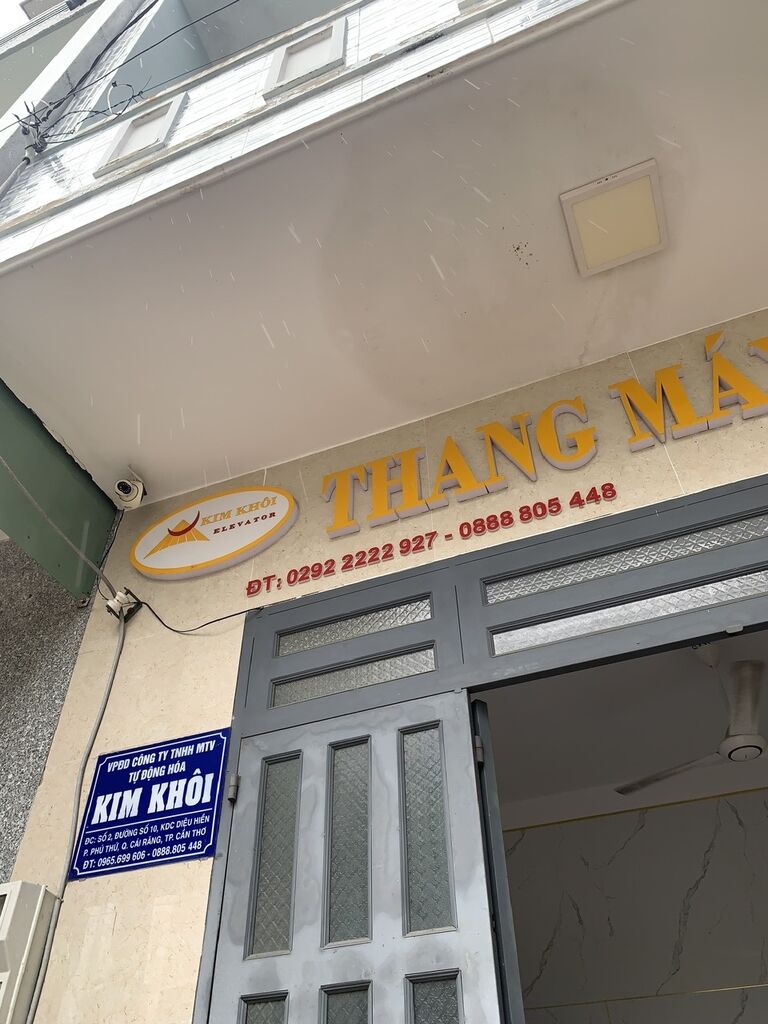 THANG MÁY
KIM KHÔI
ELEVATOR
ĐT: 0292 2222 927 - 0888 805 448
VPĐD CÔNG TY TNHH MTV
TỰ ĐỘNG HÓA
KIM KHÔI
ĐC: SỐ 2, ĐƯỜNG SỐ 10, KDC DIỆU HIỀN
P. PHÚ THỨ, Q. CÁI RĂNG, TP. CẦN THƠ
ĐT: 0965.699 606 - 0888.805 448